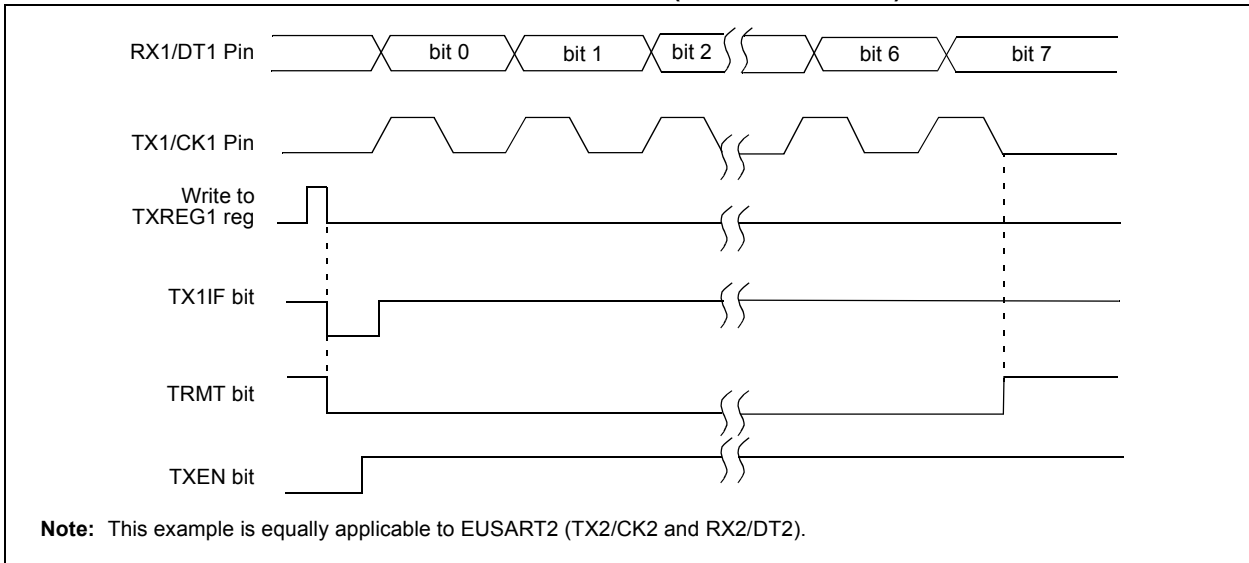 RX1/DT1 Pin
bit 0
bit 1
bit 2
bit 6
bit 7
TX1/CK1 Pin
Write to
TXREG1 reg
TX1IF bit
TRMT bit
TXEN bit
Note: This example is equally applicable to EUSART2 (TX2/CK2 and RX2/DT2).